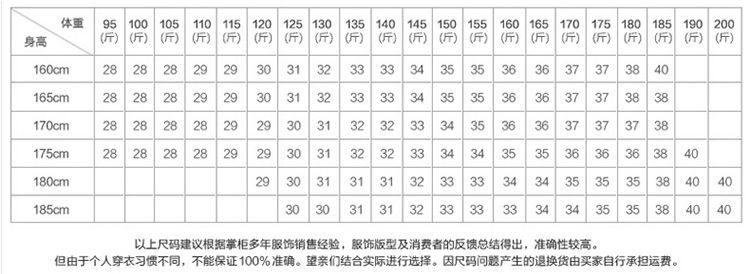 体重 95 100 105 110 115 120 125 130 135 140 145 150 155 160 165 170 175 180 185 190 200
身高 (斤) (斤) (斤) (斤) (斤) (斤) (斤) (斤) (斤) (斤) (斤) (斤) (斤) (斤) (斤) (斤) (斤) (斤) (斤) (斤) (斤)
160cm 28 28 28 29 29 30 31 32 33 33 34 35 35 36 36 37 37 38 40
165cm 28 28 28 29 29 30 31 32 33 33 34 35 35 36 36 37 37 38 38
170cm 28 28 28 28 29 29 30 31 32 32 33 34 35 36 36 37 37 37 38
175cm 28 28 28 28 29 29 30 31 32 32 33 34 34 35 35 36 36 36 38 40
180cm 29 30 31 31 31 32 33 33 34 34 35 35 35 38 40 40
185cm 30 30 31 31 32 33 33 33 34 34 35 35 38 40 40
以上尺码建议根据掌柜多年服饰销售经验，服饰版型及消费者的反馈总结得出，准确性较高。
但由于个人穿衣习惯不同，不能保证100%准确。望亲们结合实际进行选择。因尺码问题产生的退换货由买家自行承担运费。